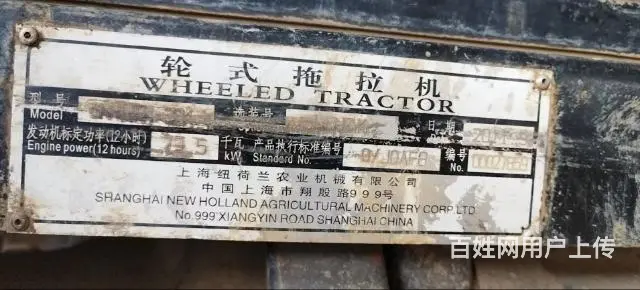 轮式拖拉机
WHEELED TRACTOR
型号 选装号 日期
Model
发动机标定功率(12小时) 千瓦 产品执行标准编号 编号
Engine power(12 hours) kW Standard No. No.
上海纽荷兰农业机械有限公司
中国上海市翔殷路999号
SHANGHAI NEW HOLLAND AGRICULTURAL MACHINERY CORP.LTD
No.999 XIANGYIN ROAD SHANGHAI CHINA
百姓网用户上传